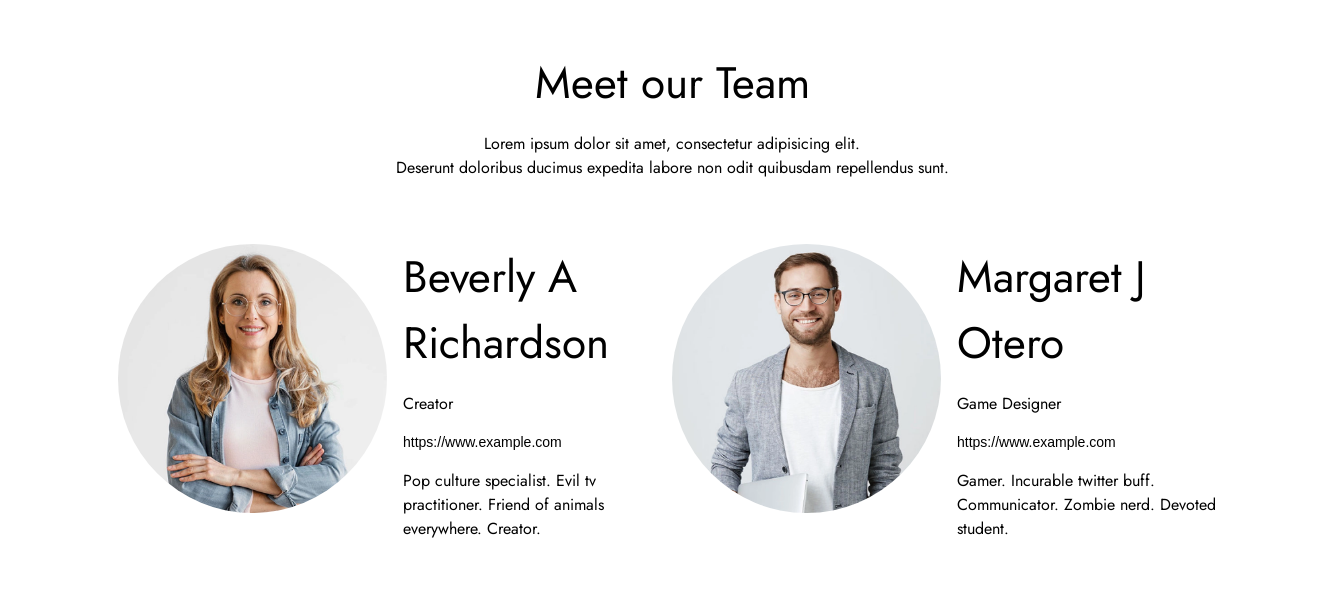 Meet our Team
Lorem ipsum dolor sit amet, consectetur adipisicing elit.
Deserunt doloribus ducimus expedita labore non odit quibusdam repellendus sunt.
Beverly A
Richardson
Creator
https://www.example.com
Pop culture specialist. Evil tv
practitioner. Friend of animals
everywhere. Creator.
Margaret J
Otero
Game Designer
https://www.example.com
Gamer. Incurable twitter buff.
Communicator. Zombie nerd. Devoted
student.